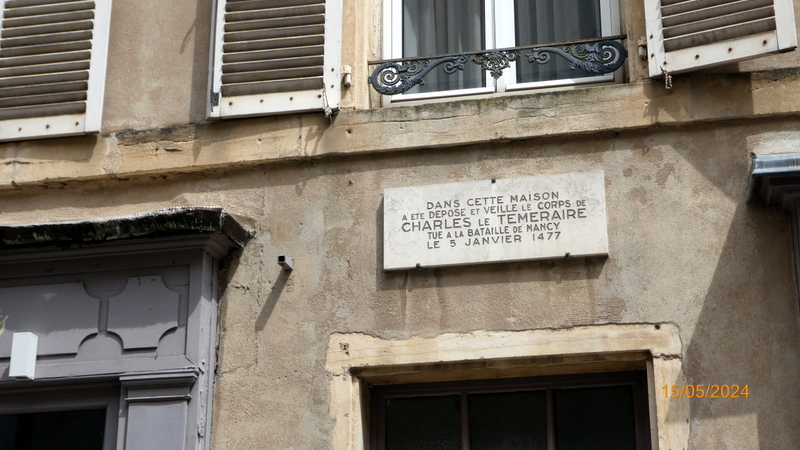 DANS CETTE MAISON
A ETE DEPOSE ET VEILLE LE CORPS DE
CHARLES LE TEMERAIRE
TUE A LA BATAILLE DE NANCY
LE 5 JANVIER 1477
15/05/2024